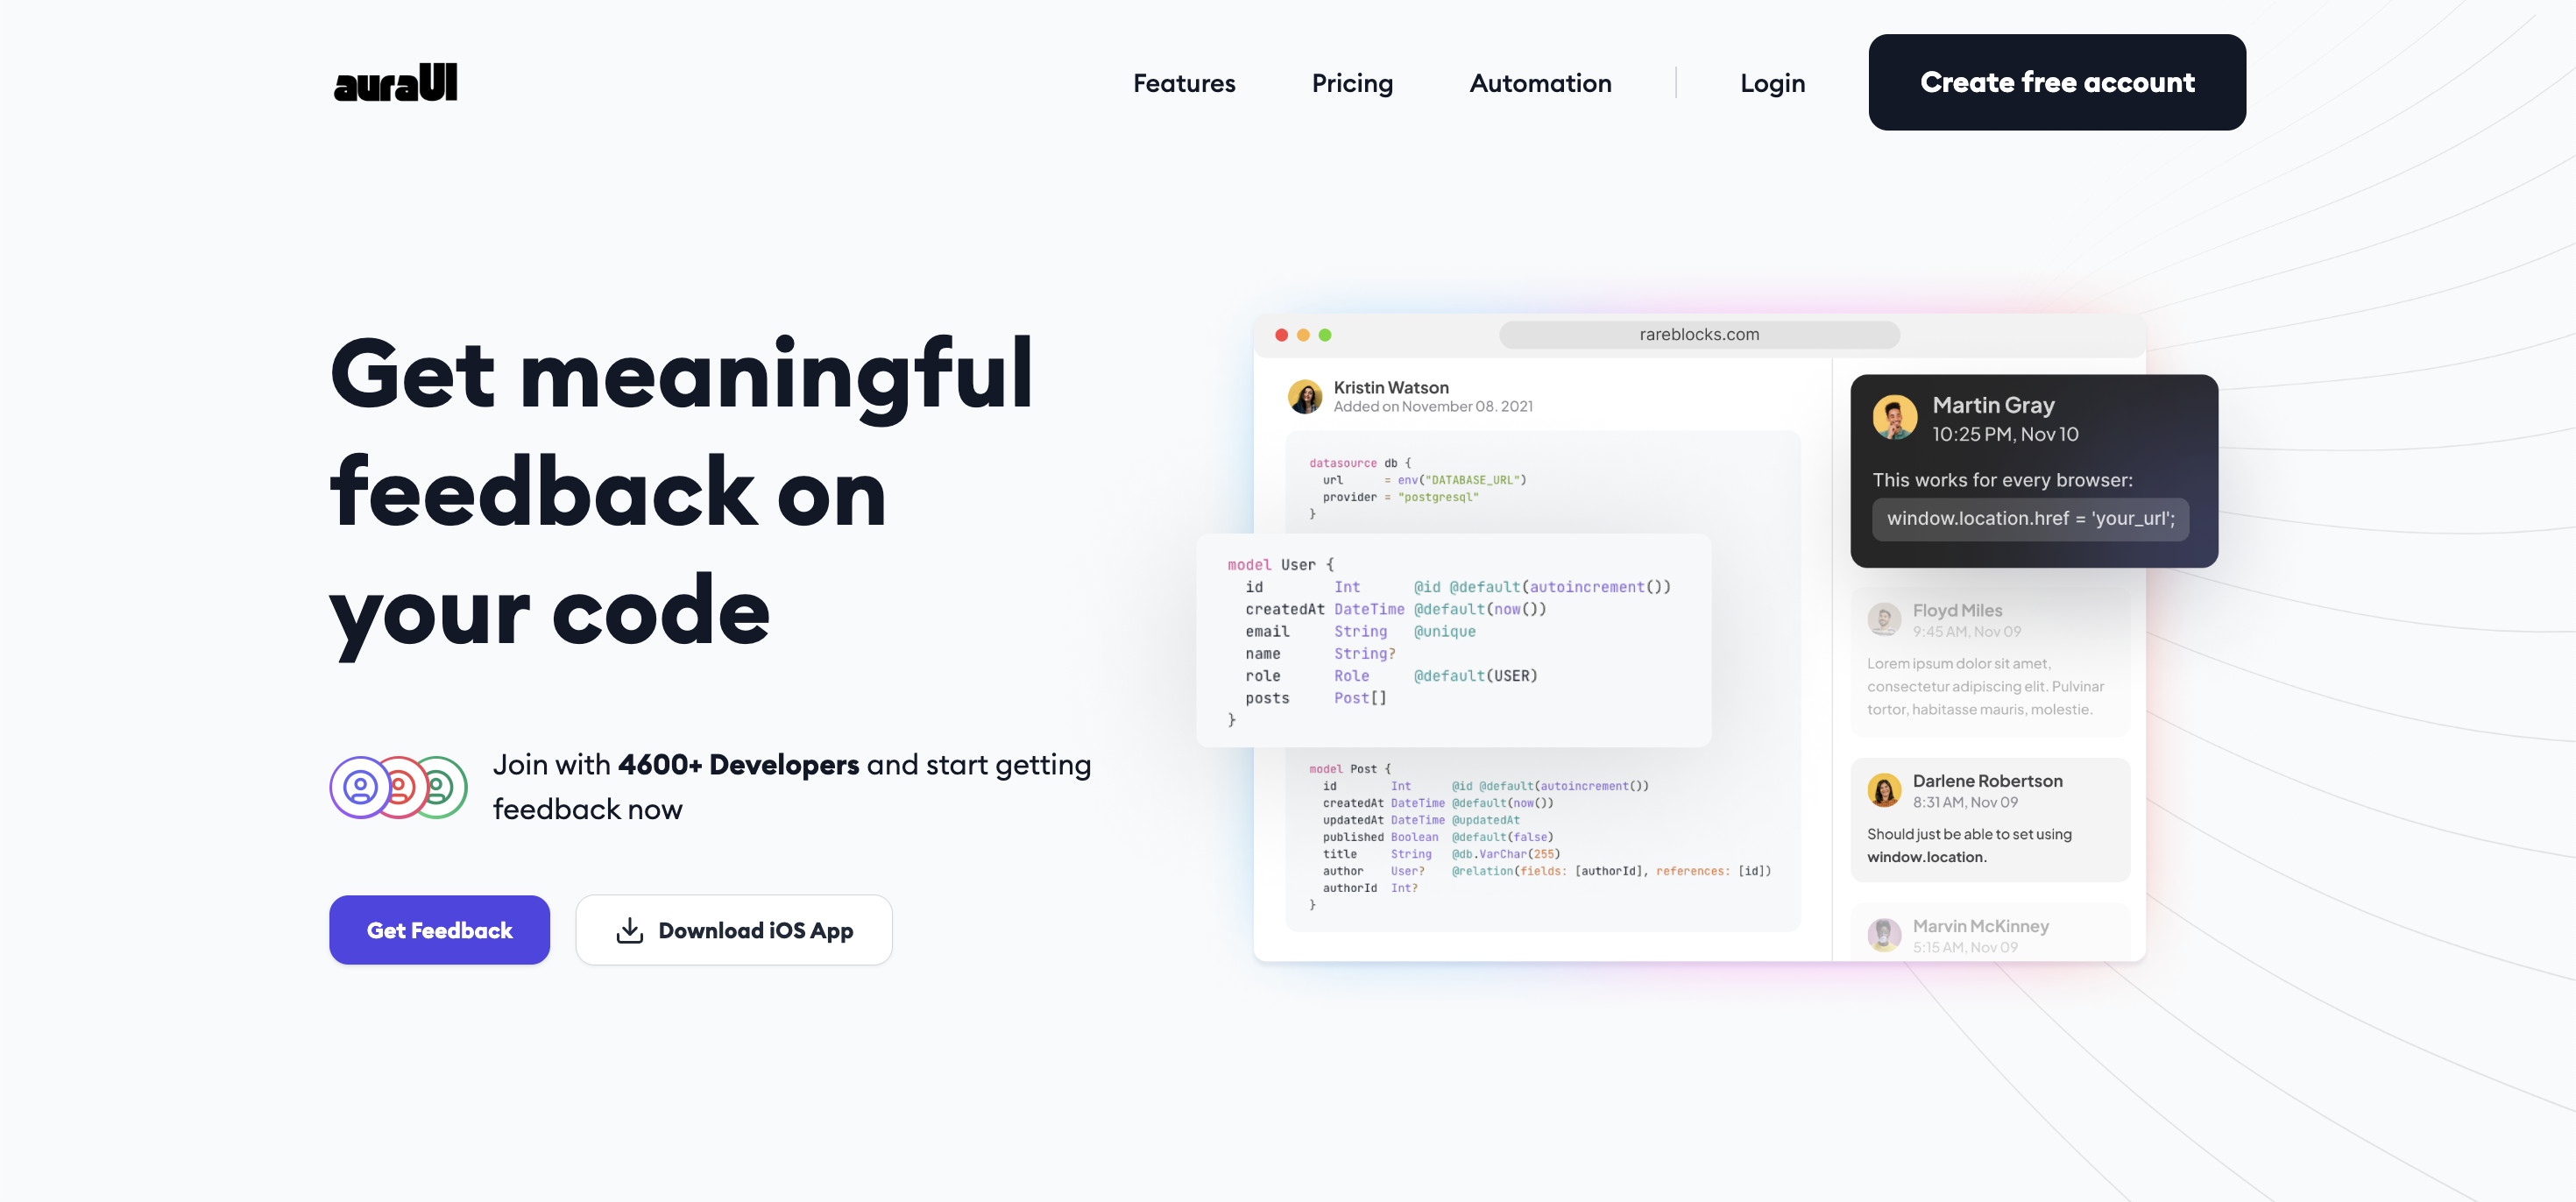 auraUI
Features
Pricing
Automation
Login
Create free account
Get meaningful
feedback on
your code
Join with 4600+ Developers and start getting
feedback now
Get Feedback
Download iOS App
rareblocks.com
Kristin Watson
Added on November 08. 2021
datasource db {
  url      = env("DATABASE_URL")
  provider = "postgresql"
}
model User {
  id        Int      @id @default(autoincrement())
  createdAt DateTime @default(now())
  email     String   @unique
  name      String?
  role      Role     @default(USER)
  posts     Post[]
}
model Post {
  id        Int      @id @default(autoincrement())
  createdAt DateTime @default(now())
  updatedAt DateTime @updatedAt
  published Boolean  @default(false)
  title     String   @db.VarChar(255)
  author    User?    @relation(fields: [authorId], references: [id])
  authorId  Int?
}
Martin Gray
10:25 PM, Nov 10
This works for every browser:
window.location.href = 'your_url';
Floyd Miles
9:45 AM, Nov 09
Lorem ipsum dolor sit amet,
consectetur adipiscing elit. Pulvinar
tortor, habitasse mauris, molestie.
Darlene Robertson
8:31 AM, Nov 09
Should just be able to set using
window.location.
Marvin McKinney
5:15 AM, Nov 09